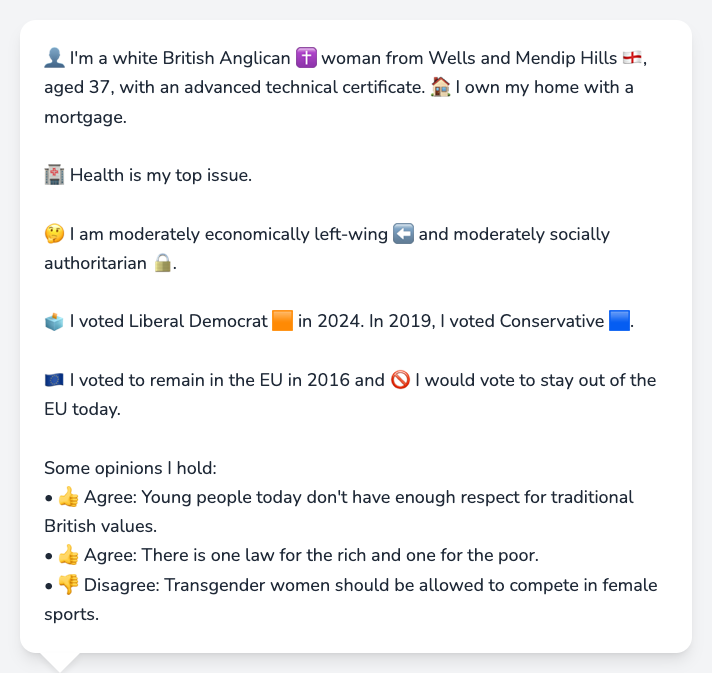 👤 I'm a white British Anglican ✝️ woman from Wells and Mendip Hills 🏴󠁧󠁢󠁥󠁮󠁧󠁿,
aged 37, with an advanced technical certificate. 🏠 I own my home with a
mortgage.
🏥 Health is my top issue.
🤔 I am moderately economically left-wing ⬅️ and moderately socially
authoritarian 🔒.
🗳️ I voted Liberal Democrat 🟧 in 2024. In 2019, I voted Conservative 🟦.
🇪🇺 I voted to remain in the EU in 2016 and 🚫 I would vote to stay out of the
EU today.
Some opinions I hold:
• 👍 Agree: Young people today don't have enough respect for traditional
British values.
• 👍 Agree: There is one law for the rich and one for the poor.
• 👎 Disagree: Transgender women should be allowed to compete in female
sports.